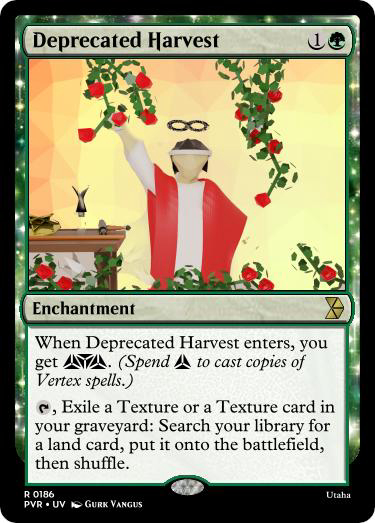 Deprecated Harvest 1
Enchantment
When Deprecated Harvest enters, you
get . (Spend to cast copies of
Vertex spells.)
, Exile a Texture or a Texture card in
your graveyard: Search your library for
a land card, put it onto the battlefield,
then shuffle.
R 0186
Utaha
PVR • UV Gurk Vangus